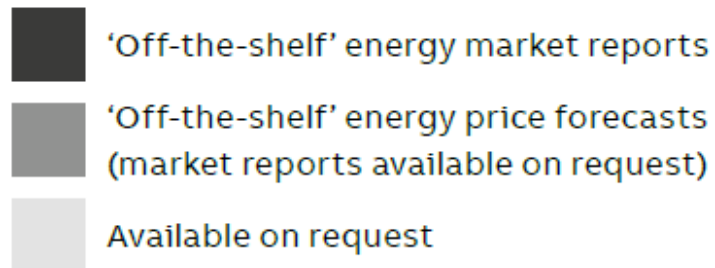 ‘Off-the-shelf’ energy market reports
‘Off-the-shelf’ energy price forecasts
(market reports available on request)
Available on request